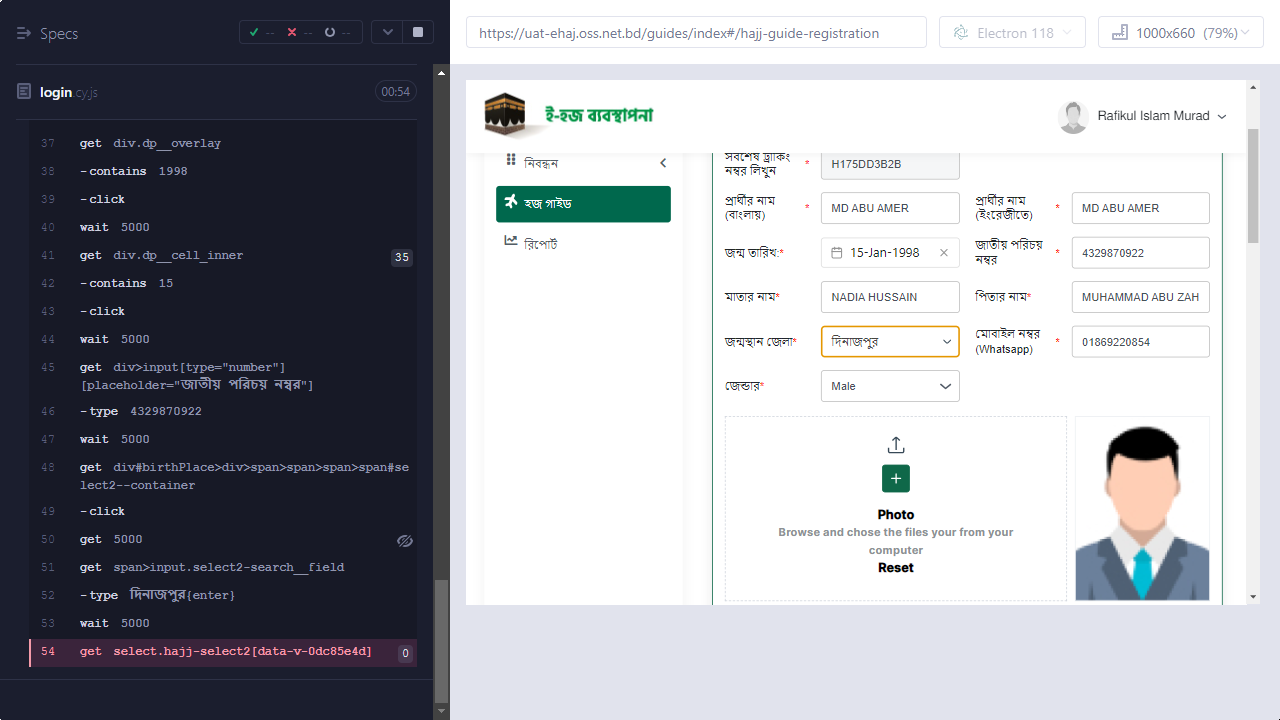 Specs
-- -- --
login.cy.js 00:54
37 get div.dp__overlay
38 -contains 1998
39 -click
40 wait 5000
41 get div.dp__cell_inner 35
42 -contains 15
43 -click
44 wait 5000
45 get div>input[type="number"]
[placeholder="জাতীয় পরিচয় নম্বর"]
46 -type 4329870922
47 wait 5000
48 get div#birthPlace>div>span>span>span>span#se
lect2--container
49 -click
50 get 5000
51 get span>input.select2-search__field
52 -type দিনাজপুর{enter}
53 wait 5000
54 get select.hajj-select2[data-v-0dc85e4d] 0
https://uat-ehaj.oss.net.bd/guides/index#/hajj-guide-registration
Electron 118
1000x660 (79%)
ই-হজ ব্যবস্থাপনা
Rafikul Islam Murad
নিবন্ধন
হজ গাইড
রিপোর্ট
সর্বশেষ ট্রাকিং
নম্বর লিখুন * H175DD3B2B
প্রার্থীর নাম
(বাংলায়) * MD ABU AMER
প্রার্থীর নাম
(ইংরেজীতে) * MD ABU AMER
জন্ম তারিখ:* 15-Jan-1998
জাতীয় পরিচয়
নম্বর * 4329870922
মাতার নাম* NADIA HUSSAIN
পিতার নাম* MUHAMMAD ABU ZAH
জন্মস্থান জেলা* দিনাজপুর
মোবাইল নম্বর
(Whatsapp) * 01869220854
জেন্ডার* Male
Photo
Browse and chose the files your from your
computer
Reset